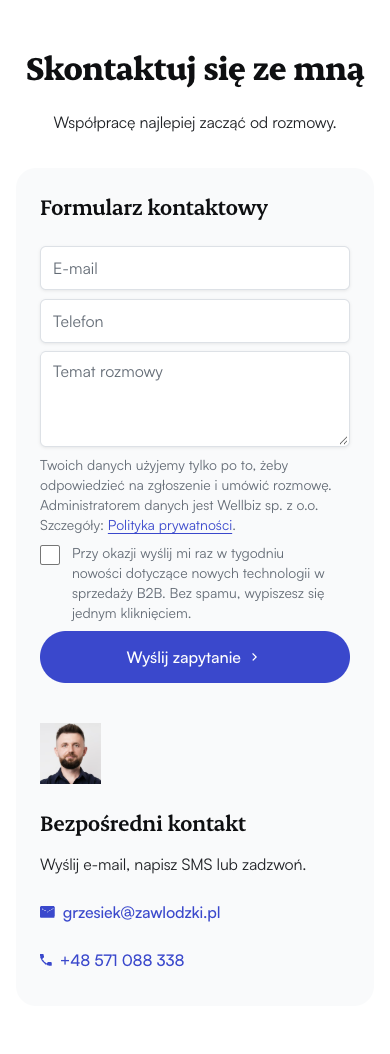 Skontaktuj się ze mną
Współpracę najlepiej zacząć od rozmowy.
Formularz kontaktowy
E-mail
Telefon
Temat rozmowy
Twoich danych użyjemy tylko po to, żeby
odpowiedzieć na zgłoszenie i umówić rozmowę.
Administratorem danych jest Wellbiz sp. z o.o.
Szczegóły: Polityka prywatności.
Przy okazji wyślij mi raz w tygodniu
nowości dotyczące nowych technologii w
sprzedaży B2B. Bez spamu, wypiszesz się
jednym kliknięciem.
Wyślij zapytanie
Bezpośredni kontakt
Wyślij e-mail, napisz SMS lub zadzwoń.
grzesiek@zawlodzki.pl
+48 571 088 338